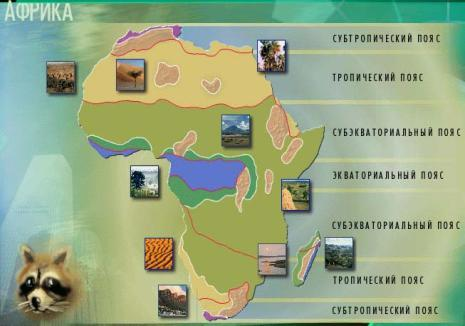 АФРИКА
СУБТРОПИЧЕСКИЙ ПОЯС
ТРОПИЧЕСКИЙ ПОЯС
СУБЭКВАТОРИАЛЬНЫЙ ПОЯС
ЭКВАТОРИАЛЬНЫЙ ПОЯС
СУБЭКВАТОРИАЛЬНЫЙ ПОЯС
ТРОПИЧЕСКИЙ ПОЯС
СУБТРОПИЧЕСКИЙ ПОЯС